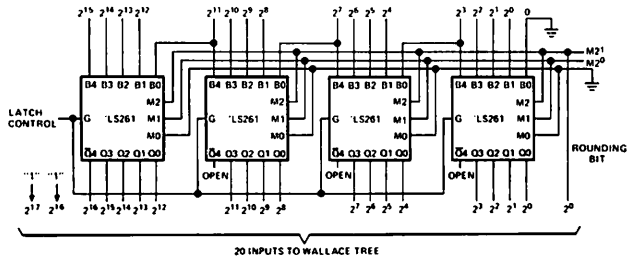 2¹⁵ 2¹⁴ 2¹³ 2¹² 2¹¹ 2¹⁰ 2⁹ 2⁸ 2⁷ 2⁶ 2⁵ 2⁴ 2³ 2² 2¹ 2⁰ 0
M2¹
M2⁰
B4 B3 B2 B1 B0 B4 B3 B2 B1 B0 B4 B3 B2 B1 B0 B4 B3 B2 B1 B0
M2 M2 M2 M2
LATCH CONTROL
G 'LS261 M1 G 'LS261 M1 G 'LS261 M1 G 'LS261 M1
M0 M0 M0 M0
Q̅4 Q3 Q2 Q1 Q0 Q̅4 Q3 Q2 Q1 Q0 Q̅4 Q3 Q2 Q1 Q0 Q̅4 Q3 Q2 Q1 Q0
ROUNDING BIT
"1" "1"
OPEN OPEN OPEN
2¹⁷ 2¹⁶ 2¹⁶ 2¹⁵ 2¹⁴ 2¹³ 2¹² 2¹¹ 2¹⁰ 2⁹ 2⁸ 2⁷ 2⁶ 2⁵ 2⁴ 2³ 2² 2¹ 2⁰ 2⁰
20 INPUTS TO WALLACE TREE